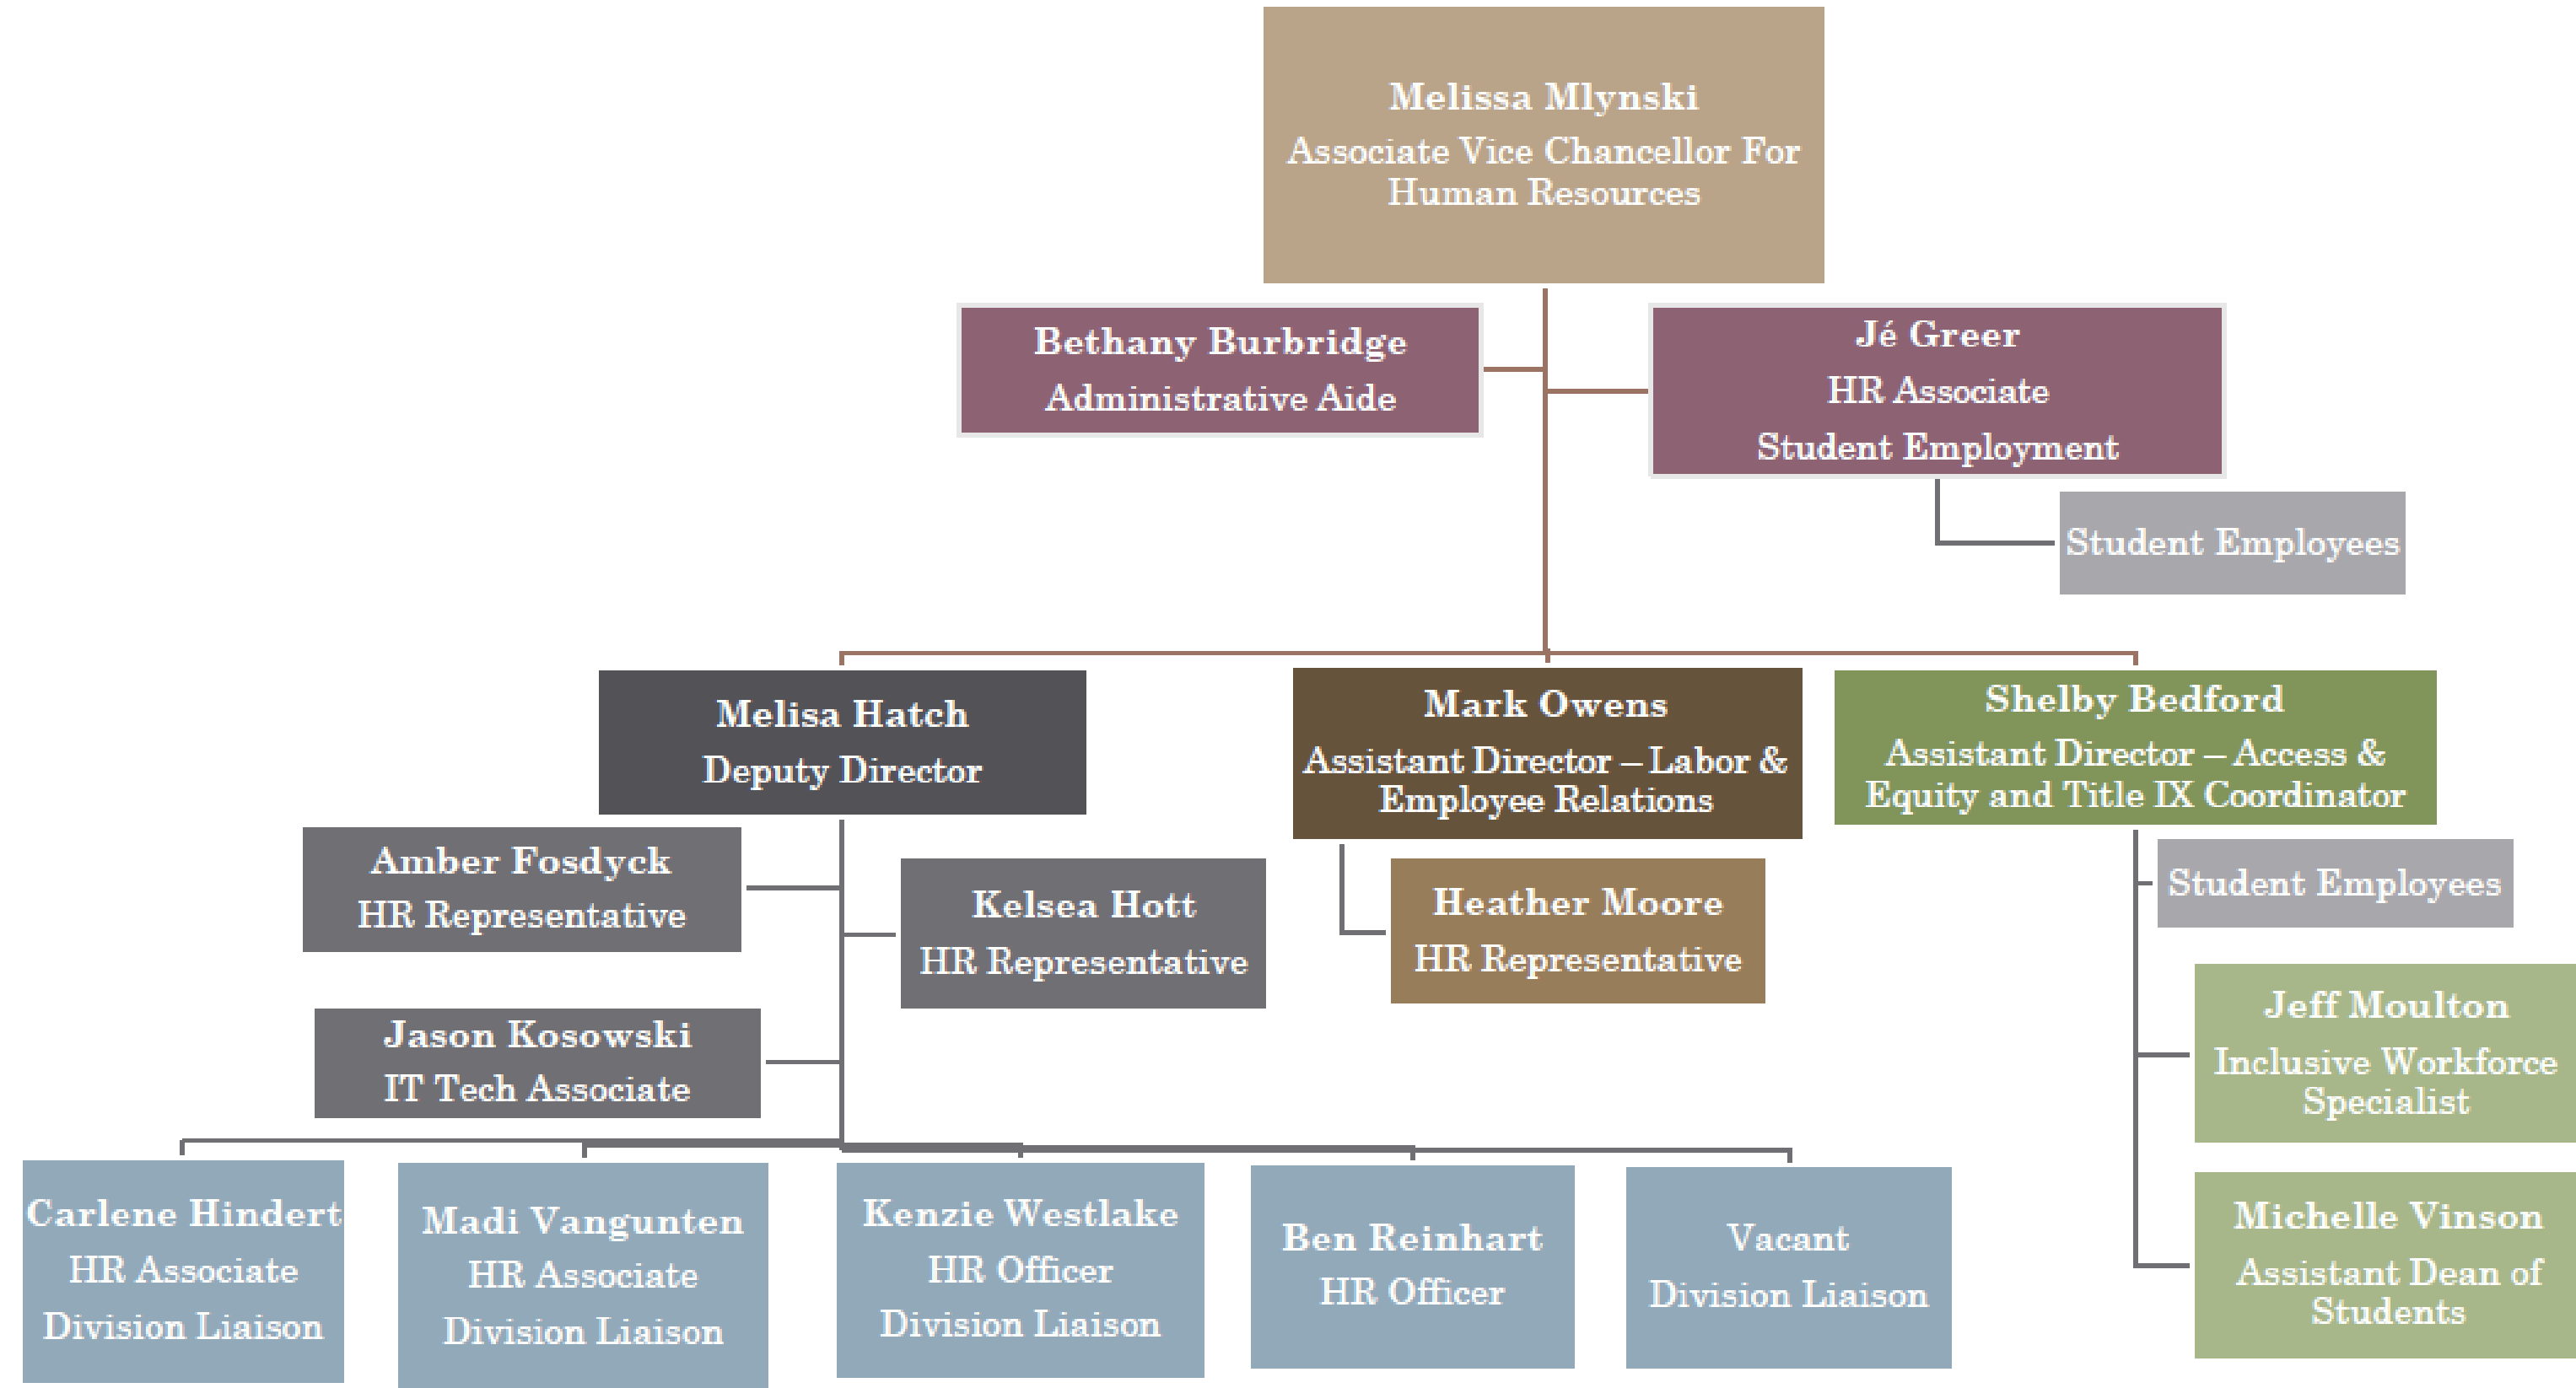 Melissa Mlynski
Associate Vice Chancellor For
Human Resources
Bethany Burbridge
Administrative Aide
Jé Greer
HR Associate
Student Employment
Student Employees
Melisa Hatch
Deputy Director
Mark Owens
Assistant Director – Labor &
Employee Relations
Shelby Bedford
Assistant Director – Access &
Equity and Title IX Coordinator
Amber Fosdyck
HR Representative
Kelsea Hott
HR Representative
Heather Moore
HR Representative
Student Employees
Jason Kosowski
IT Tech Associate
Jeff Moulton
Inclusive Workforce
Specialist
Michelle Vinson
Assistant Dean of
Students
Carlene Hindert
HR Associate
Division Liaison
Madi Vangunten
HR Associate
Division Liaison
Kenzie Westlake
HR Officer
Division Liaison
Ben Reinhart
HR Officer
Vacant
Division Liaison